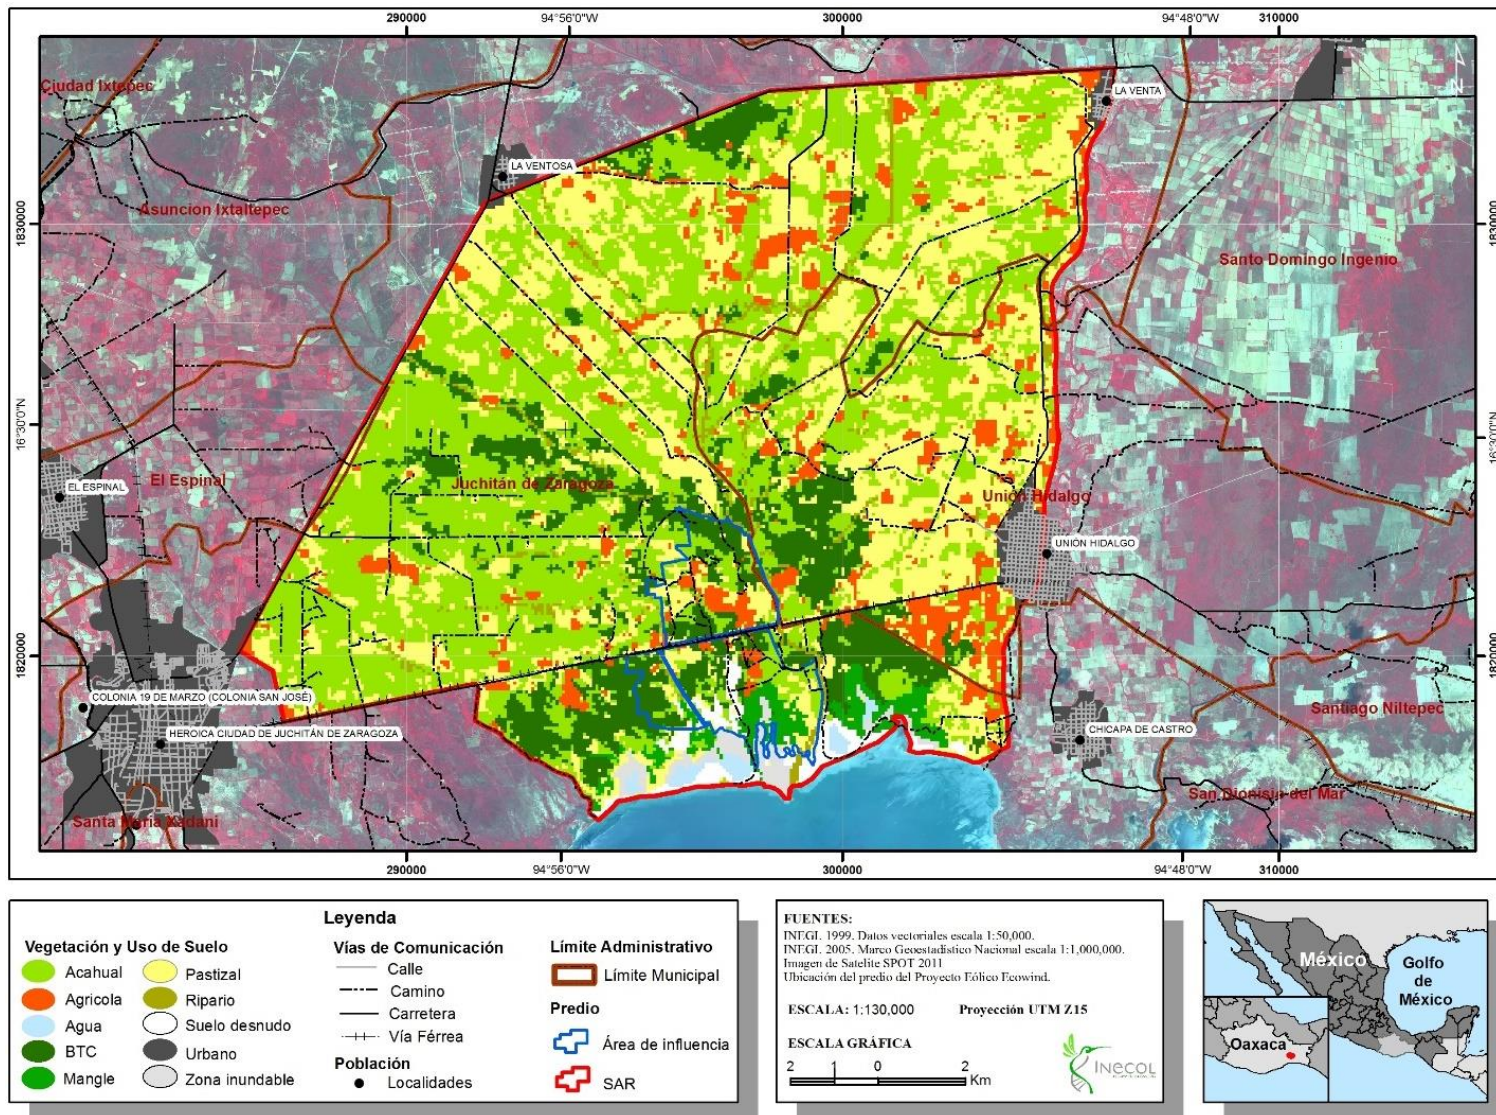 290000
94°56'0"W
300000
94°48'0"W
310000
Ciudad Ixtepec
LA VENTA
LA VENTOSA
Asuncion Ixtaltepec
1830000
1830000
Santo Domingo Ingenio
16°30'0"N
16°30'0"N
EL ESPINAL
El Espinal
Juchitán de Zaragoza
Unión Hidalgo
UNIÓN HIDALGO
1820000
1820000
COLONIA 19 DE MARZO (COLONIA SAN JOSÉ)
HEROICA CIUDAD DE JUCHITÁN DE ZARAGOZA
Santiago Niltepec
CHICAPA DE CASTRO
San Dionisio del Mar
Santa María Xadani
290000
94°56'0"W
300000
94°48'0"W
310000
Leyenda
Vegetación y Uso de Suelo
Acahual
Agricola
Agua
BTC
Mangle
Pastizal
Ripario
Suelo desnudo
Urbano
Zona inundable
Vías de Comunicación
Calle
Camino
Carretera
Vía Férrea
Población
Localidades
Límite Administrativo
Límite Municipal
Predio
Área de influencia
SAR
FUENTES:
INEGI. 1999. Datos vectoriales escala 1:50,000.
INEGI. 2005. Marco Geoestadístico Nacional escala 1:1,000,000.
Imagen de Satelite SPOT 2011
Ubicación del predio del Proyecto Eólico Ecowind.
ESCALA: 1:130,000 Proyección UTM Z15
ESCALA GRÁFICA
2 0 2
Km
INECOL
México
Golfo
de
México
Oaxaca